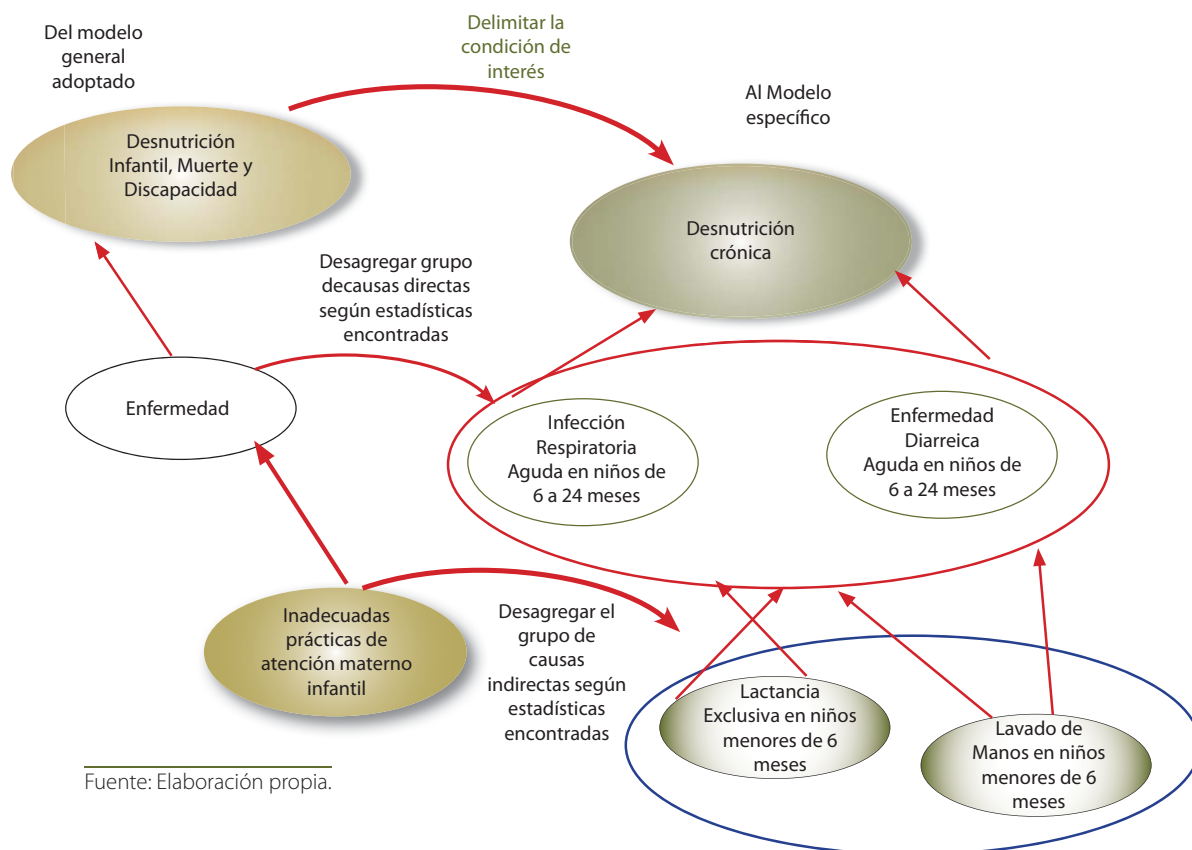 Del modelo
general
adoptado
Delimitar la
condición de
interés
Al Modelo
específico
Desnutrición
Infantil, Muerte y
Discapacidad
Desnutrición
crónica
Desagregar grupo
decausas directas
según estadísticas
encontradas
Enfermedad
Infección
Respiratoria
Aguda en niños de
6 a 24 meses
Enfermedad
Diarreica
Aguda en niños de
6 a 24 meses
Inadecuadas
prácticas de
atención materno
infantil
Desagregar el
grupo de
causas
indirectas según
estadísticas
encontradas
Lactancia
Exclusiva en niños
menores de 6
meses
Lavado de
Manos en niños
menores de 6
meses
Fuente: Elaboración propia.